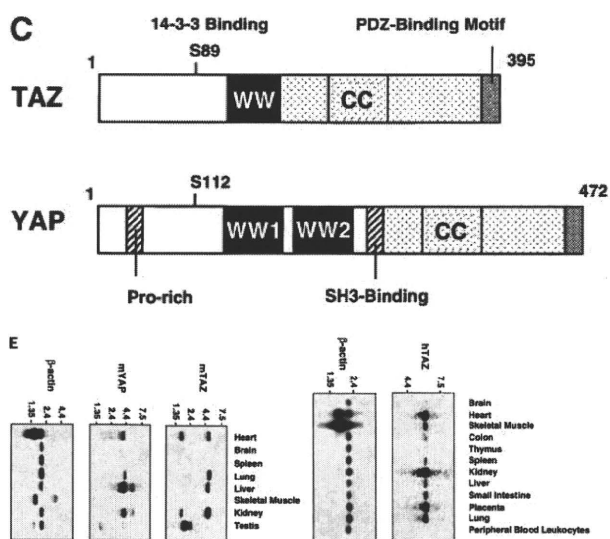 C
14-3-3 Binding
PDZ-Binding Motif
1
S89
395
TAZ
WW
CC
1
S112
472
YAP
WW1
WW2
CC
Pro-rich
SH3-Binding
E
β-actin
1.35
2.4
4.4
mYAP
1.35
2.4
4.4
7.5
mTAZ
1.35
2.4
4.4
7.5
Heart
Brain
Spleen
Lung
Liver
Skeletal Muscle
Kidney
Testis
β-actin
1.35
2.4
hTAZ
4.4
7.5
Brain
Heart
Skeletal Muscle
Colon
Thymus
Spleen
Kidney
Liver
Small Intestine
Placenta
Lung
Peripheral Blood Leukocytes